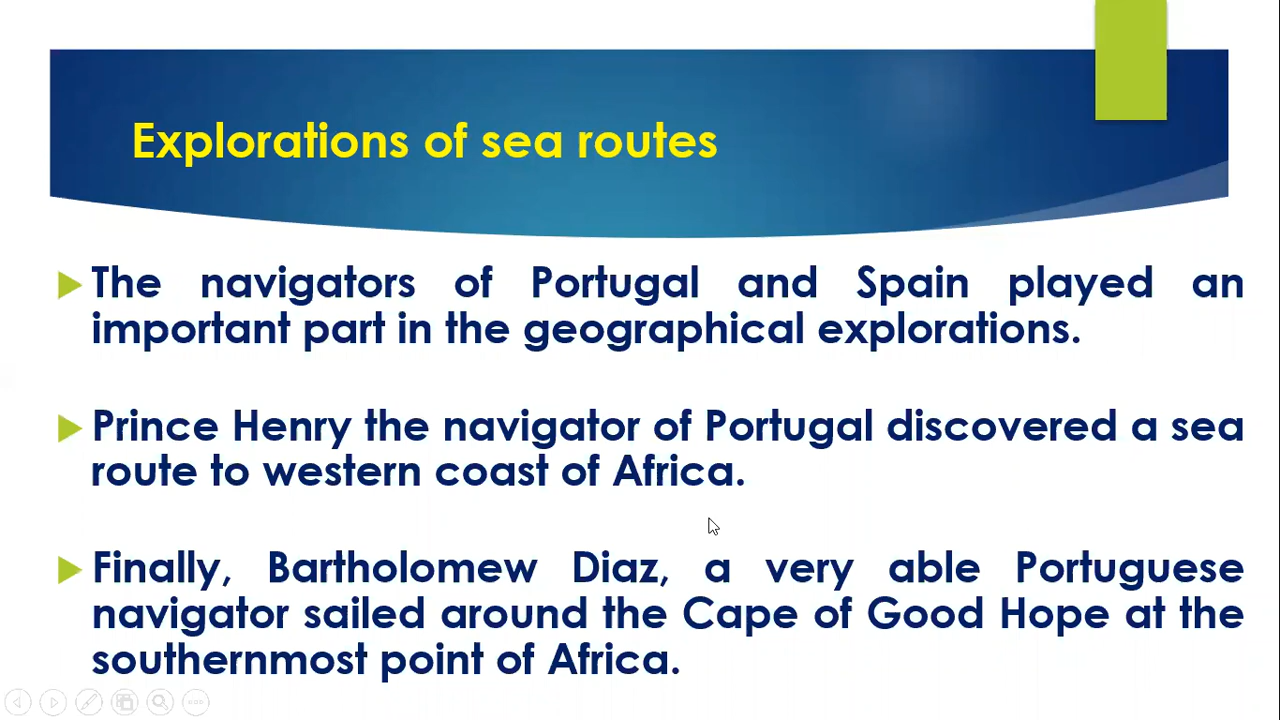 Explorations of sea routes
The navigators of Portugal and Spain played an
important part in the geographical explorations.
Prince Henry the navigator of Portugal discovered a sea
route to western coast of Africa.
Finally, Bartholomew Diaz, a very able Portuguese
navigator sailed around the Cape of Good Hope at the
southernmost point of Africa.